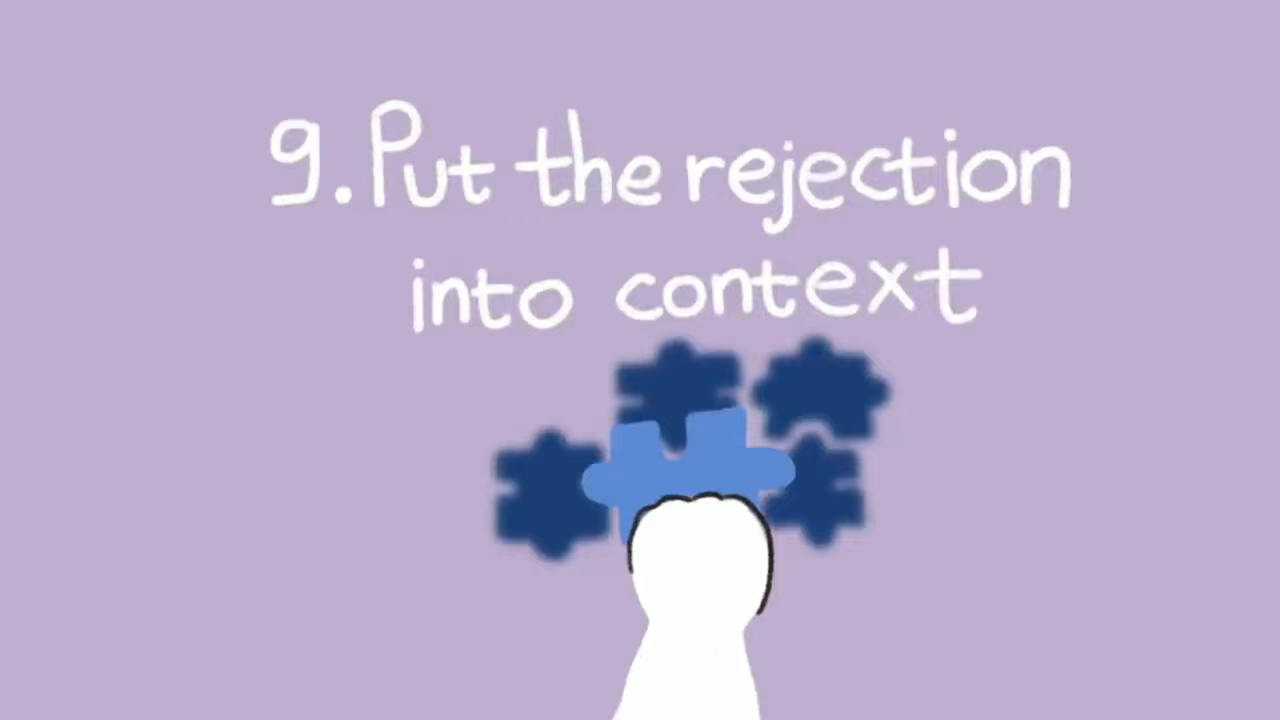 9. Put the rejection
into context